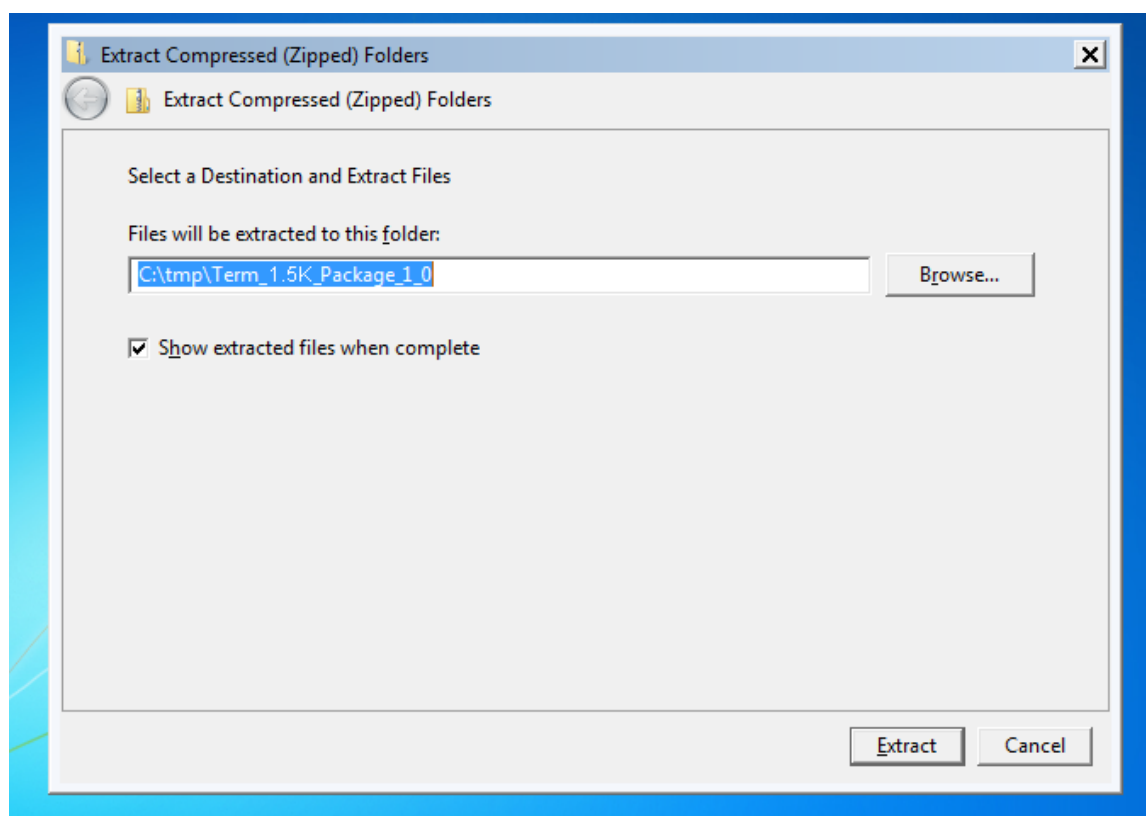 Extract Compressed (Zipped) Folders
Extract Compressed (Zipped) Folders
Select a Destination and Extract Files
Files will be extracted to this folder:
C:\tmp\Term_1.5K_Package_1_0
Browse...
Show extracted files when complete
Extract Cancel